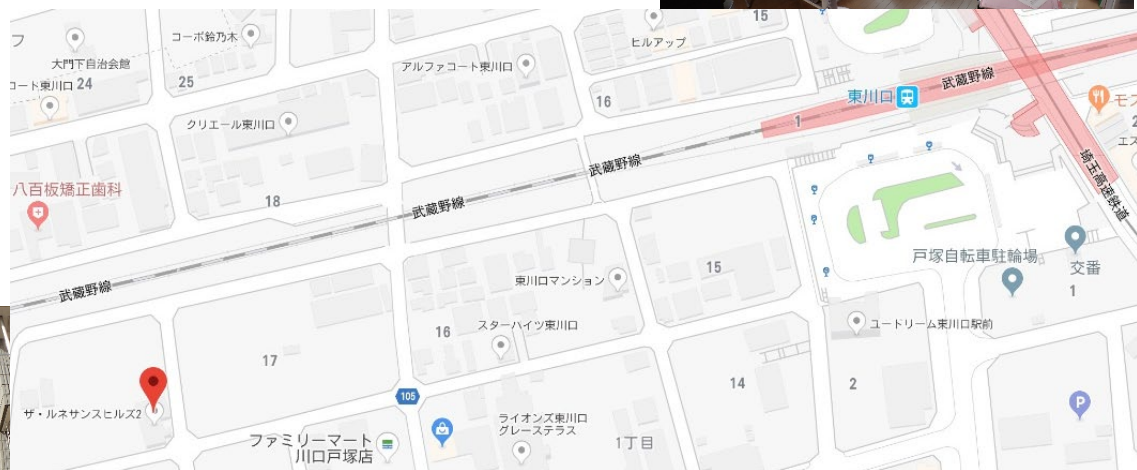 15
コーポ鈴乃木
フ
ヒルアップ
大門下自治会館
アルファコート東川口
武蔵野線
コート東川口 24
25
東川口
16
モス
1
2
クリエール東川口
エス
武蔵野線
埼玉高速鉄道
八百板矯正歯科
18
武蔵野線
戸塚自転車駐輪場
交番
東川口マンション
15
1
武蔵野線
16
スターハイツ東川口
ユートリーム東川口駅前
17
14
2
105
P
ザ・ルネサンスヒルズ2
ライオンズ東川口
グレーステラス
ファミリーマート
川口戸塚店
1丁目